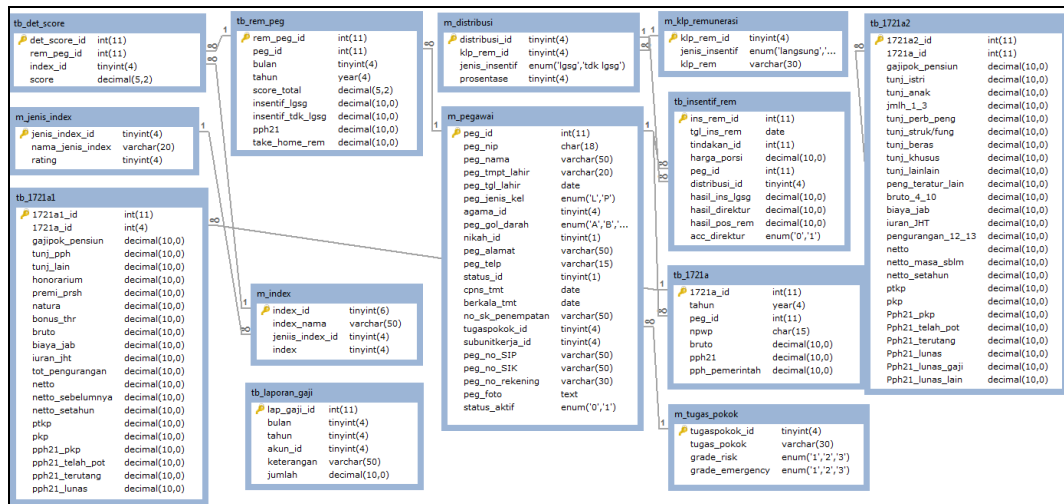 tb_det_score
det_score_id int(11)
rem_peg_id int(11)
index_id tinyint(4)
score decimal(5,2)
tb_rem_peg
rem_peg_id int(11)
peg_id int(11)
bulan tinyint(4)
tahun year(4)
score_total decimal(5,2)
insentif_lgsg decimal(10,0)
insentif_tdk_lgsg decimal(10,0)
pph21 decimal(10,0)
take_home_rem decimal(10,0)
m_distribusi
distribusi_id tinyint(4)
klp_rem_id tinyint(4)
jenis_insentif enum('lgsg','tdk lgsg')
prosentase tinyint(4)
m_klp_remunerasi
klp_rem_id tinyint(4)
jenis_insentif enum('langsung','...
klp_rem varchar(30)
tb_1721a2
1721a2_id int(11)
1721a_id int(11)
gajipok_pensiun decimal(10,0)
tunj_istri decimal(10,0)
tunj_anak decimal(10,0)
jmlh_1_3 decimal(10,0)
tunj_perb_peng decimal(10,0)
tunj_struk/fung decimal(10,0)
tunj_beras decimal(10,0)
tunj_khusus decimal(10,0)
tunj_lainlain decimal(10,0)
peng_teratur_lain decimal(10,0)
bruto_4_10 decimal(10,0)
biaya_jab decimal(10,0)
iuran_JHT decimal(10,0)
pengurangan_12_13 decimal(10,0)
netto decimal(10,0)
netto_masa_sblm decimal(10,0)
netto_setahun decimal(10,0)
ptkp decimal(10,0)
pkp decimal(10,0)
Pph21_pkp decimal(10,0)
Pph21_telah_pot decimal(10,0)
Pph21_terutang decimal(10,0)
Pph21_lunas decimal(10,0)
Pph21_lunas_gaji decimal(10,0)
Pph21_lunas_lain decimal(10,0)
m_jenis_index
jenis_index_id tinyint(4)
nama_jenis_index varchar(20)
rating tinyint(4)
m_pegawai
peg_id int(11)
peg_nip char(18)
peg_nama varchar(50)
peg_tmpt_lahir varchar(20)
peg_tgl_lahir date
peg_jenis_kel enum('L','P')
agama_id tinyint(4)
peg_gol_darah enum('A','B','...
nikah_id tinyint(1)
peg_alamat varchar(50)
peg_telp varchar(15)
status_id tinyint(1)
cpns_tmt date
berkala_tmt date
no_sk_penempatan varchar(50)
tugaspokok_id tinyint(4)
subunitkerja_id tinyint(4)
peg_no_SIP varchar(50)
peg_no_SIK varchar(50)
peg_no_rekening varchar(30)
peg_foto text
status_aktif enum('0','1')
tb_insentif_rem
ins_rem_id int(11)
tgl_ins_rem date
tindakan_id int(11)
harga_porsi decimal(10,0)
peg_id int(11)
distribusi_id tinyint(4)
hasil_ins_lgsg decimal(10,0)
hasil_direktur decimal(10,0)
hasil_pos_rem decimal(10,0)
acc_direktur enum('0','1')
tb_1721a1
1721a1_id int(11)
1721a_id int(4)
gajipok_pensiun decimal(10,0)
tunj_pph decimal(10,0)
tunj_lain decimal(10,0)
honorarium decimal(10,0)
premi_prsh decimal(10,0)
natura decimal(10,0)
bonus_thr decimal(10,0)
bruto decimal(10,0)
biaya_jab decimal(10,0)
iuran_jht decimal(10,0)
tot_pengurangan decimal(10,0)
netto decimal(10,0)
netto_sebelumnya decimal(10,0)
netto_setahun decimal(10,0)
ptkp decimal(10,0)
pkp decimal(10,0)
pph21_pkp decimal(10,0)
pph21_telah_pot decimal(10,0)
pph21_terutang decimal(10,0)
pph21_lunas decimal(10,0)
m_index
index_id tinyint(6)
index_nama varchar(50)
jeniis_index_id tinyint(4)
index tinyint(4)
tb_1721a
1721a_id int(11)
tahun year(4)
peg_id int(11)
npwp char(15)
bruto decimal(10,0)
pph21 decimal(10,0)
pph_pemerintah decimal(10,0)
tb_laporan_gaji
lap_gaji_id int(11)
bulan tinyint(4)
tahun tinyint(4)
akun_id tinyint(4)
keterangan varchar(50)
jumlah decimal(10,0)
m_tugas_pokok
tugaspokok_id tinyint(4)
tugas_pokok varchar(30)
grade_risk enum('1','2','3')
grade_emergency enum('1','2','3')